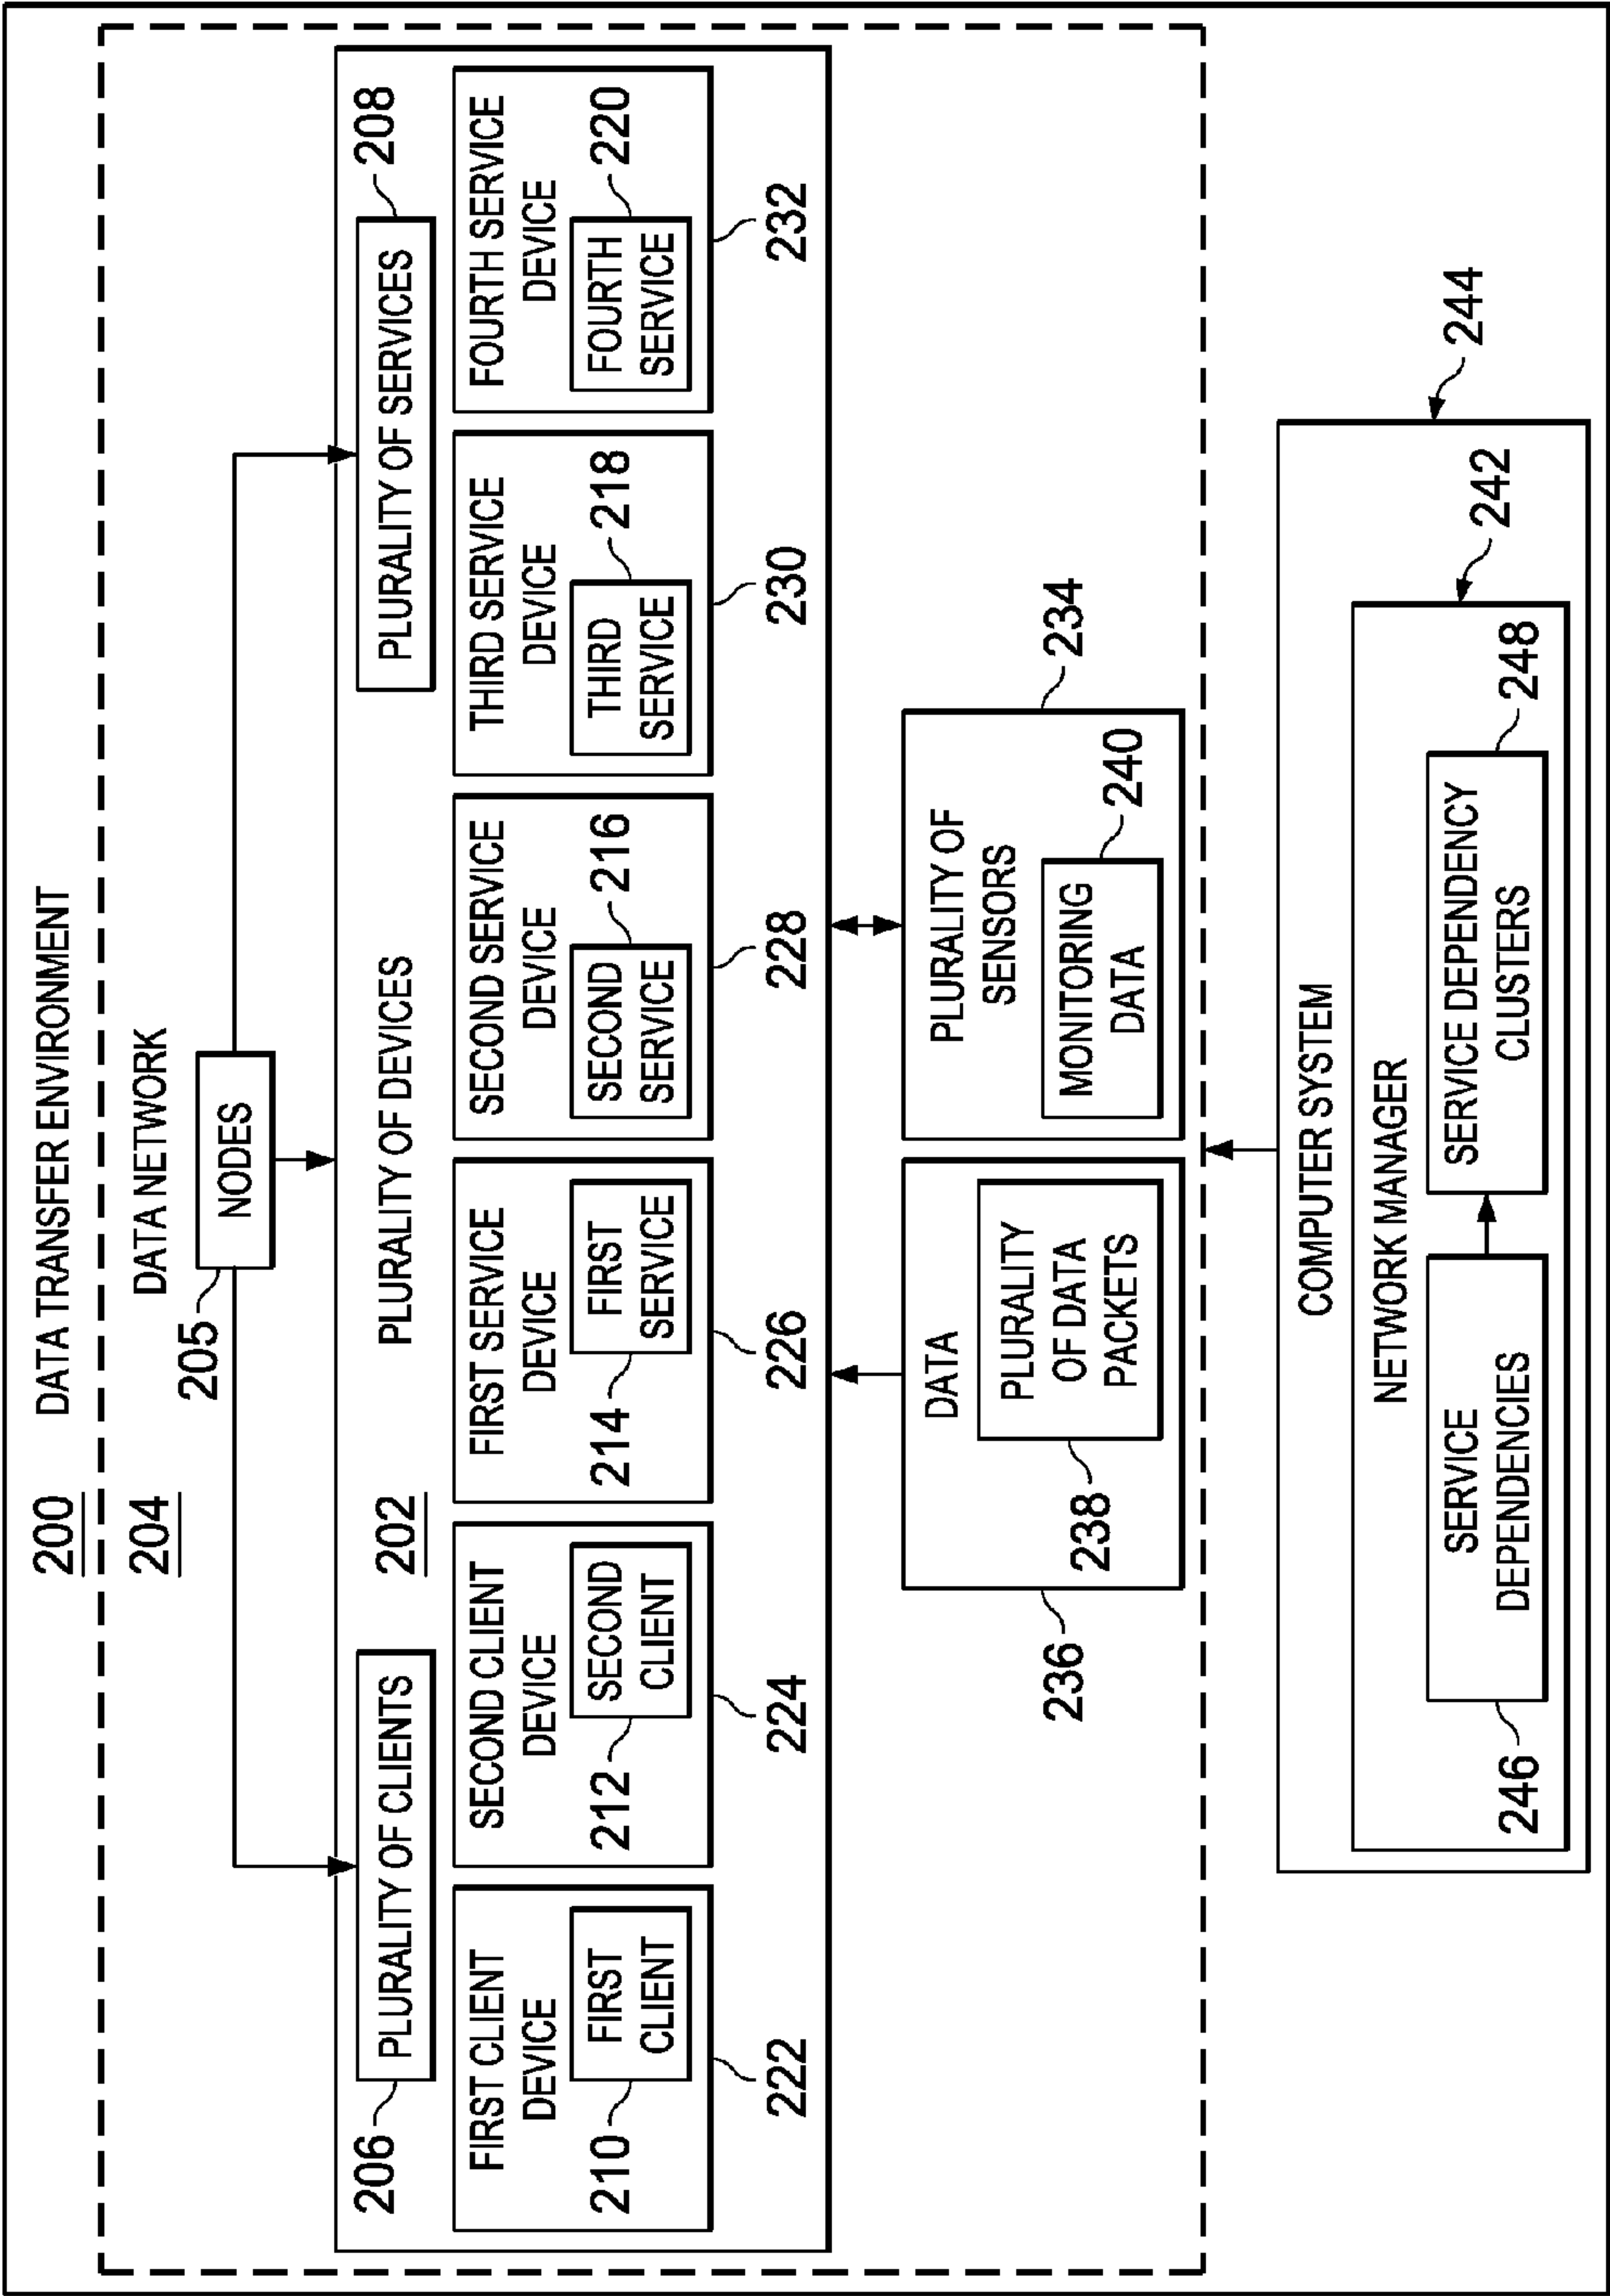 200
DATA TRANSFER ENVIRONMENT
204
DATA NETWORK
205
NODES
206
PLURALITY OF CLIENTS
202
PLURALITY OF DEVICES
PLURALITY OF SERVICES
208
FIRST CLIENT
DEVICE
210
FIRST
CLIENT
222
SECOND CLIENT
DEVICE
212
SECOND
CLIENT
224
FIRST SERVICE
DEVICE
214
FIRST
SERVICE
226
SECOND SERVICE
DEVICE
216
SECOND
SERVICE
228
THIRD SERVICE
DEVICE
218
THIRD
SERVICE
230
FOURTH SERVICE
DEVICE
220
FOURTH
SERVICE
232
236
DATA
238
PLURALITY
OF DATA
PACKETS
PLURALITY OF
SENSORS
234
MONITORING
DATA
240
COMPUTER SYSTEM
244
NETWORK MANAGER
242
246
SERVICE
DEPENDENCIES
SERVICE DEPENDENCY
CLUSTERS
248